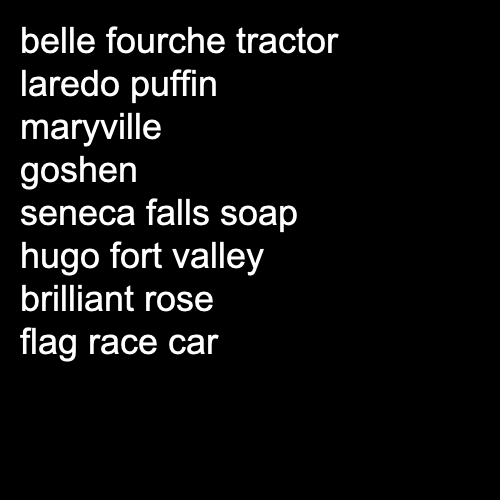 belle fourche tractor
laredo puffin
maryville
goshen
seneca falls soap
hugo fort valley
brilliant rose
flag race car